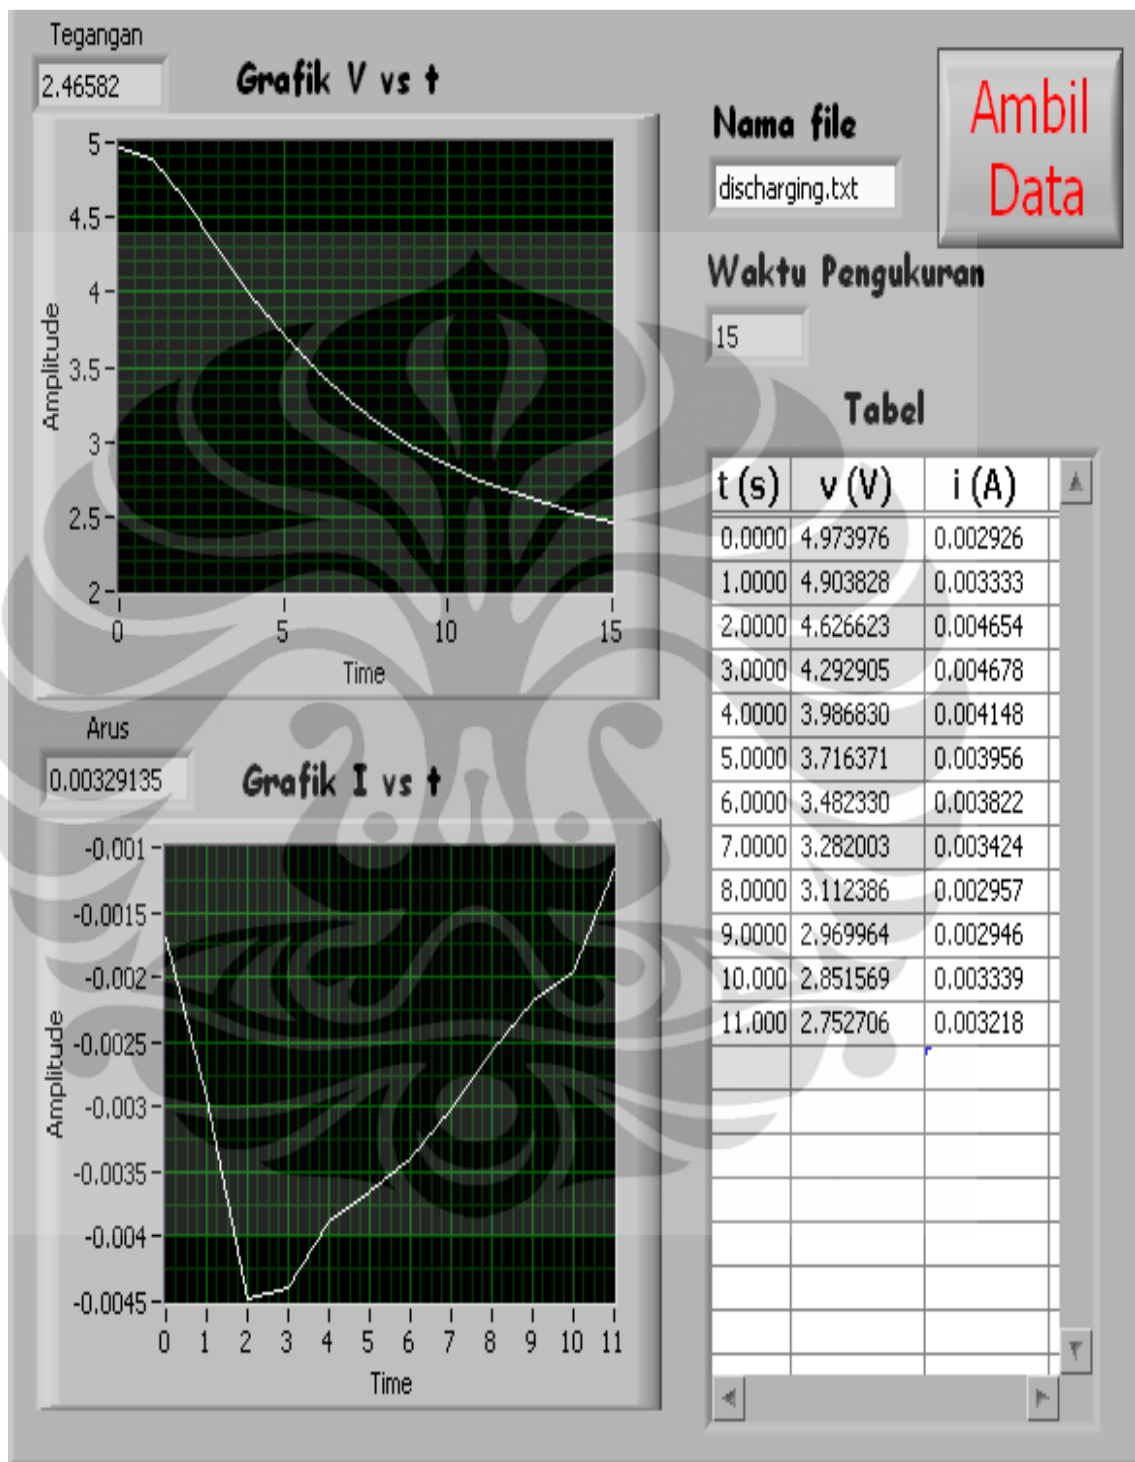 Tegangan
2.46582
Grafik V vs t
5
4.5
4
3.5
3
2.5
2
Amplitude
0 5 10 15
Time
Arus
0.00329135
Grafik I vs t
-0.001
-0.0015
-0.002
-0.0025
-0.003
-0.0035
-0.004
-0.0045
Amplitude
0 1 2 3 4 5 6 7 8 9 10 11
Time
Nama file
discharging.txt
Ambil
Data
Waktu Pengukuran
15
Tabel
t (s) v (V) i (A)
0.0000 4.973976 0.002926
1.0000 4.903828 0.003333
2.0000 4.626623 0.004654
3.0000 4.292905 0.004678
4.0000 3.986830 0.004148
5.0000 3.716371 0.003956
6.0000 3.482330 0.003822
7.0000 3.282003 0.003424
8.0000 3.112386 0.002957
9.0000 2.969964 0.002946
10.000 2.851569 0.003339
11.000 2.752706 0.003218